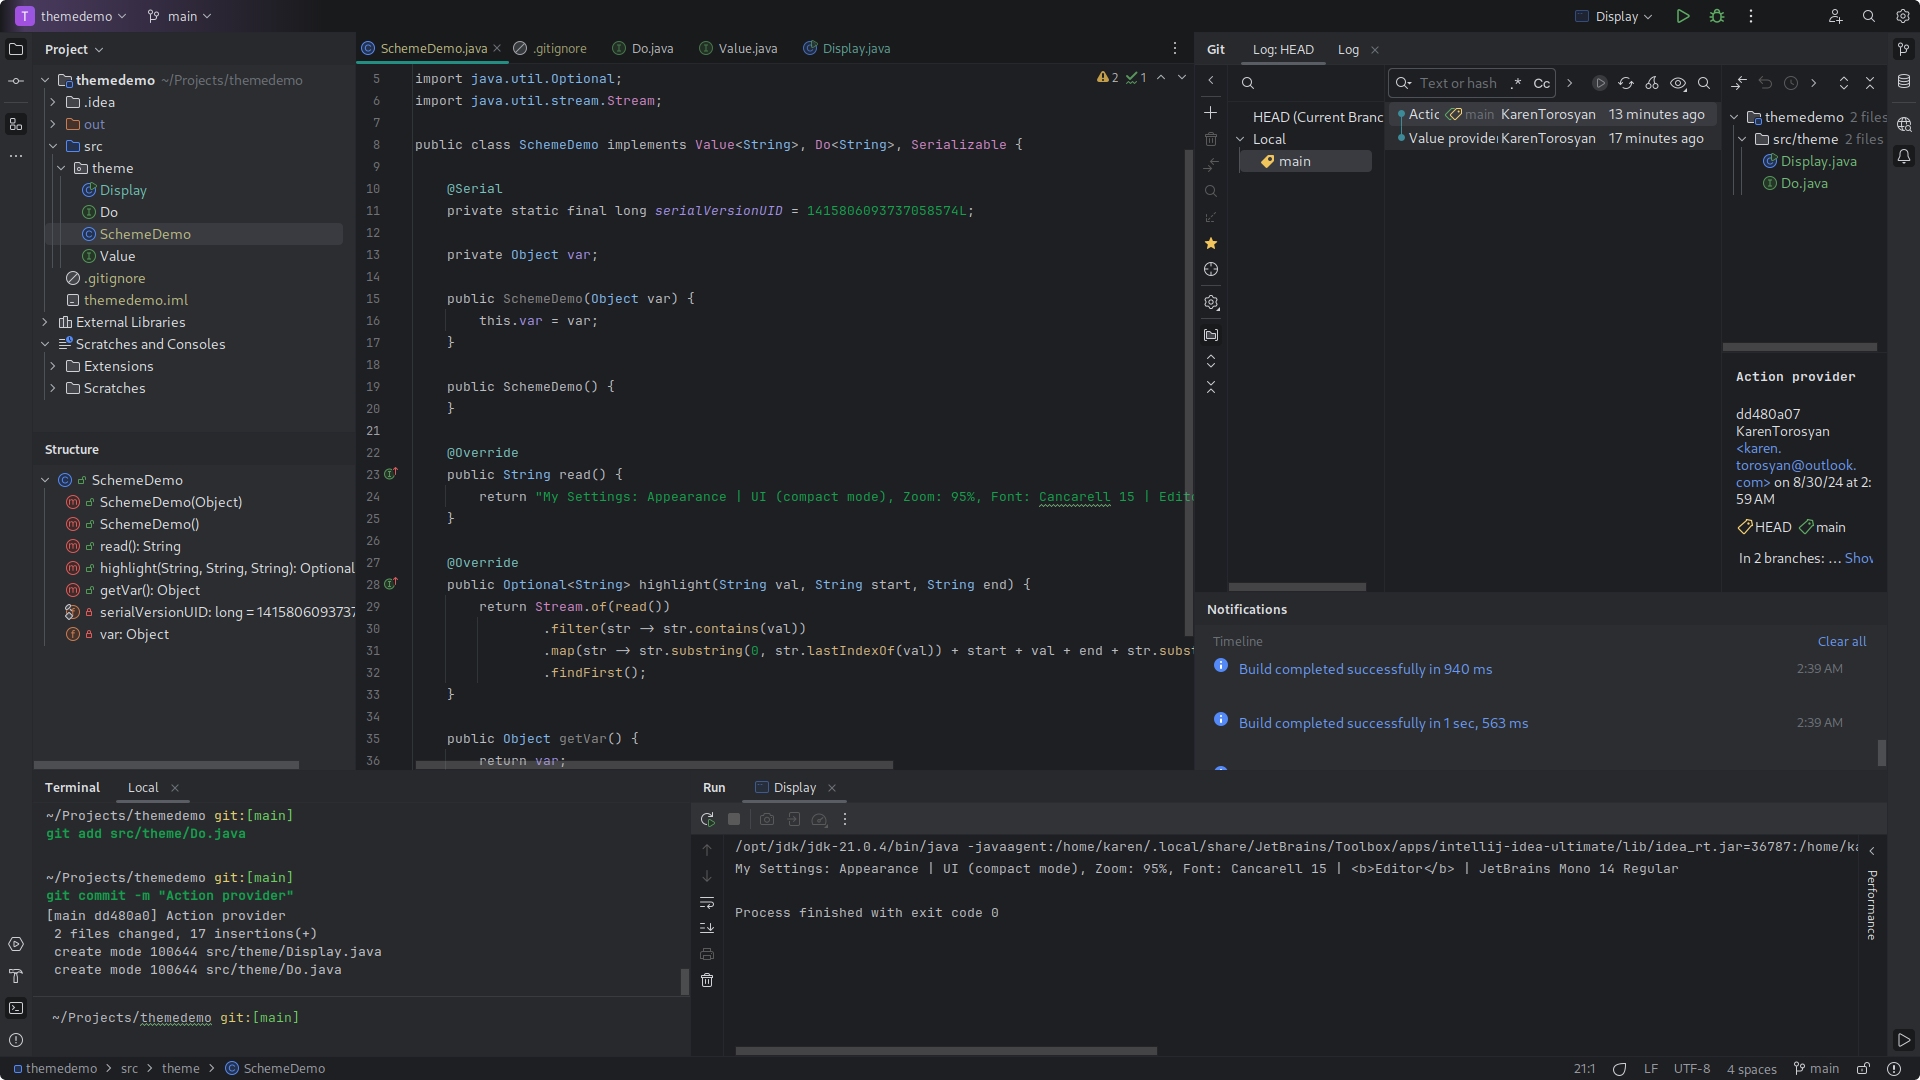 T themedemo main Display
Project
themedemo ~/Projects/themedemo
.idea
out
src
theme
Display
Do
SchemeDemo
Value
.gitignore
themedemo.iml
External Libraries
Scratches and Consoles
Extensions
Scratches
Structure
SchemeDemo
SchemeDemo(Object)
SchemeDemo()
read(): String
highlight(String, String, String): Optional
getVar(): Object
serialVersionUID: long = 1415806093737
var: Object
SchemeDemo.java .gitignore Do.java Value.java Display.java
2 1
5 import java.util.Optional;
6 import java.util.stream.Stream;
7
8 public class SchemeDemo implements Value<String>, Do<String>, Serializable {
9
10 @Serial
11 private static final long serialVersionUID = 1415806093737058574L;
12
13 private Object var;
14
15 public SchemeDemo(Object var) {
16 this.var = var;
17 }
18
19 public SchemeDemo() {
20 }
21
22 @Override
23 public String read() {
24 return "My Settings: Appearance | UI (compact mode), Zoom: 95%, Font: Cancarell 15 | Edit
25 }
26
27 @Override
28 public Optional<String> highlight(String val, String start, String end) {
29 return Stream.of(read())
30 .filter(str → str.contains(val))
31 .map(str → str.substring(0, str.lastIndexOf(val)) + start + val + end + str.subst
32 .findFirst();
33 }
34
35 public Object getVar() {
36 return var;
Git Log: HEAD Log
HEAD (Current Branc
Local
main
Text or hash .* Cc
Actic main KarenTorosyan 13 minutes ago
Value provide KarenTorosyan 17 minutes ago
themedemo 2 files
src/theme 2 files
Display.java
Do.java
Action provider
dd480a07
KarenTorosyan
<karen.
torosyan@outlook.
com> on 8/30/24 at 2:
59 AM
HEAD main
In 2 branches: … Show
Notifications
Timeline Clear all
Build completed successfully in 940 ms 2:39 AM
Build completed successfully in 1 sec, 563 ms 2:39 AM
Terminal Local
~/Projects/themedemo git:[main]
git add src/theme/Do.java
~/Projects/themedemo git:[main]
git commit -m "Action provider"
[main dd480a0] Action provider
2 files changed, 17 insertions(+)
create mode 100644 src/theme/Display.java
create mode 100644 src/theme/Do.java
~/Projects/themedemo git:[main]
Run Display
/opt/jdk/jdk-21.0.4/bin/java -javaagent:/home/karen/.local/share/JetBrains/Toolbox/apps/intellij-idea-ultimate/lib/idea_rt.jar=36787:/home/ka
My Settings: Appearance | UI (compact mode), Zoom: 95%, Font: Cancarell 15 | <b>Editor</b> | JetBrains Mono 14 Regular
Process finished with exit code 0
Performance
themedemo > src > theme > SchemeDemo
21:1 LF UTF-8 4 spaces main